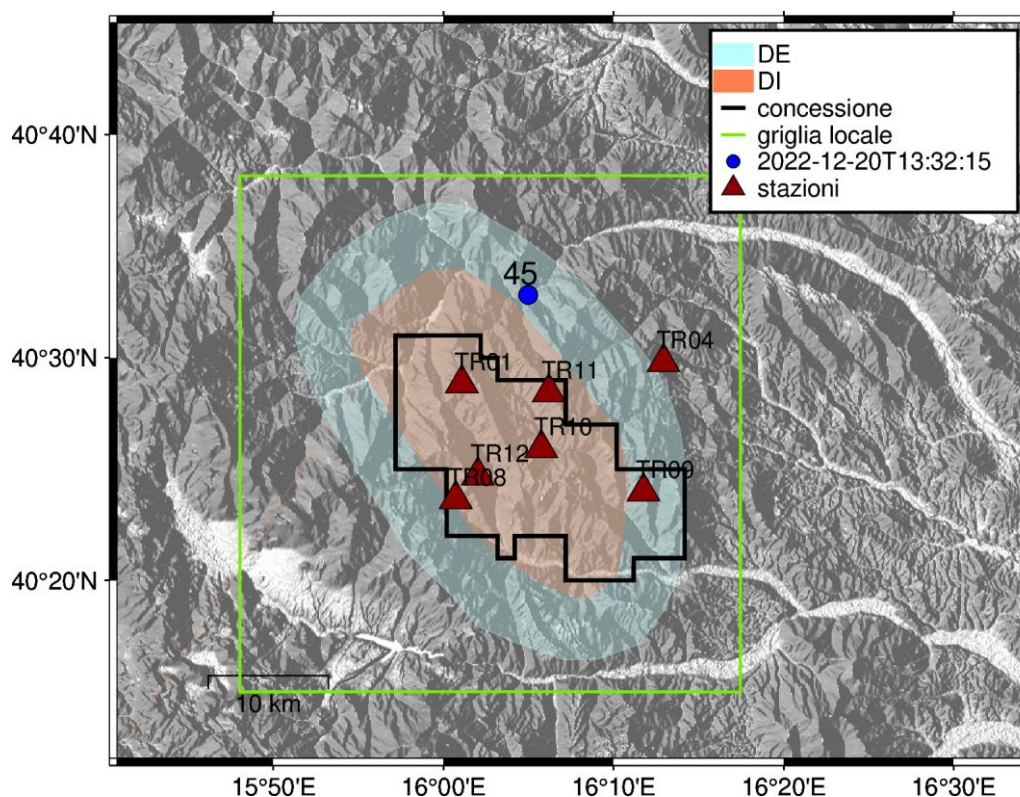 DE
DI
concessione
griglia locale
2022-12-20T13:32:15
stazioni
40°40'N
40°30'N
40°20'N
45
TR04
TR01
TR11
TR10
TR12
TR08
TR09
10 km
15°50'E
16°00'E
16°10'E
16°20'E
16°30'E